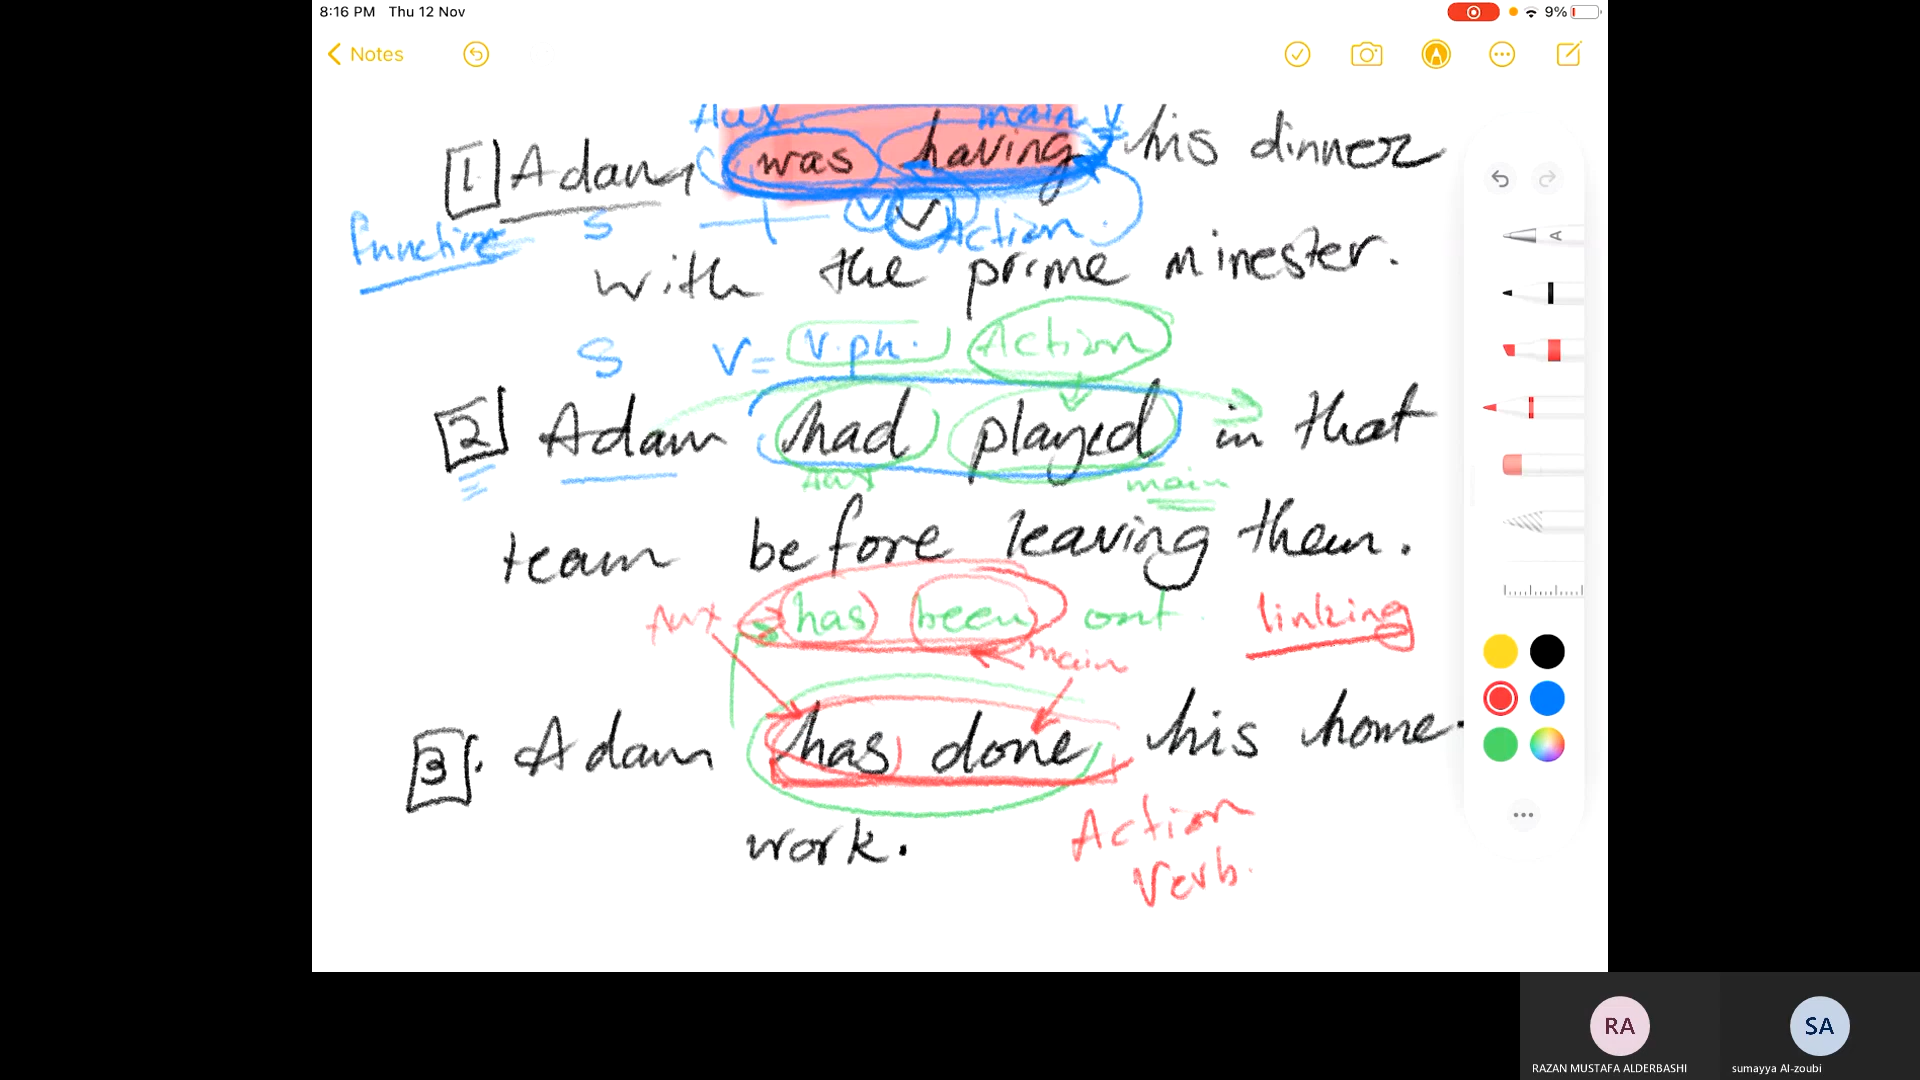 8:16 PM Thu 12 Nov
9%
Notes
Aux main V
[1] Adam was having his dinner
S V V Action
Function
with the prime minester.
S V = V.ph. Action
[2] Adam had played in that
Aux main
team before leaving them.
Aux has been out linking
main
[3]. Adam has done his home-
work. Action
Verb.
A
RA
SA
RAZAN MUSTAFA ALDERBASHI
sumayya Al-zoubi